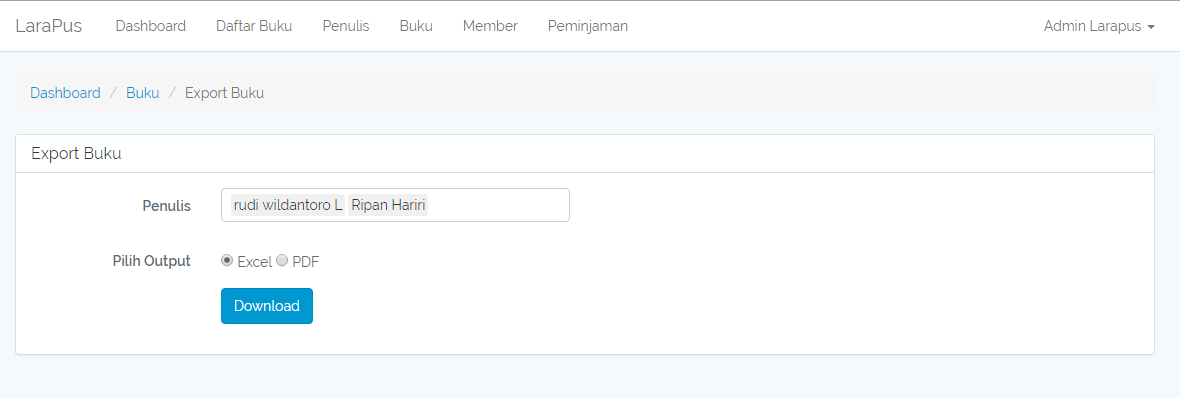 LaraPus Dashboard Daftar Buku Penulis Buku Member Peminjaman Admin Larapus
Dashboard / Buku / Export Buku
Export Buku
Penulis rudi wildantoro L Ripan Hariri
Pilih Output Excel PDF
Download